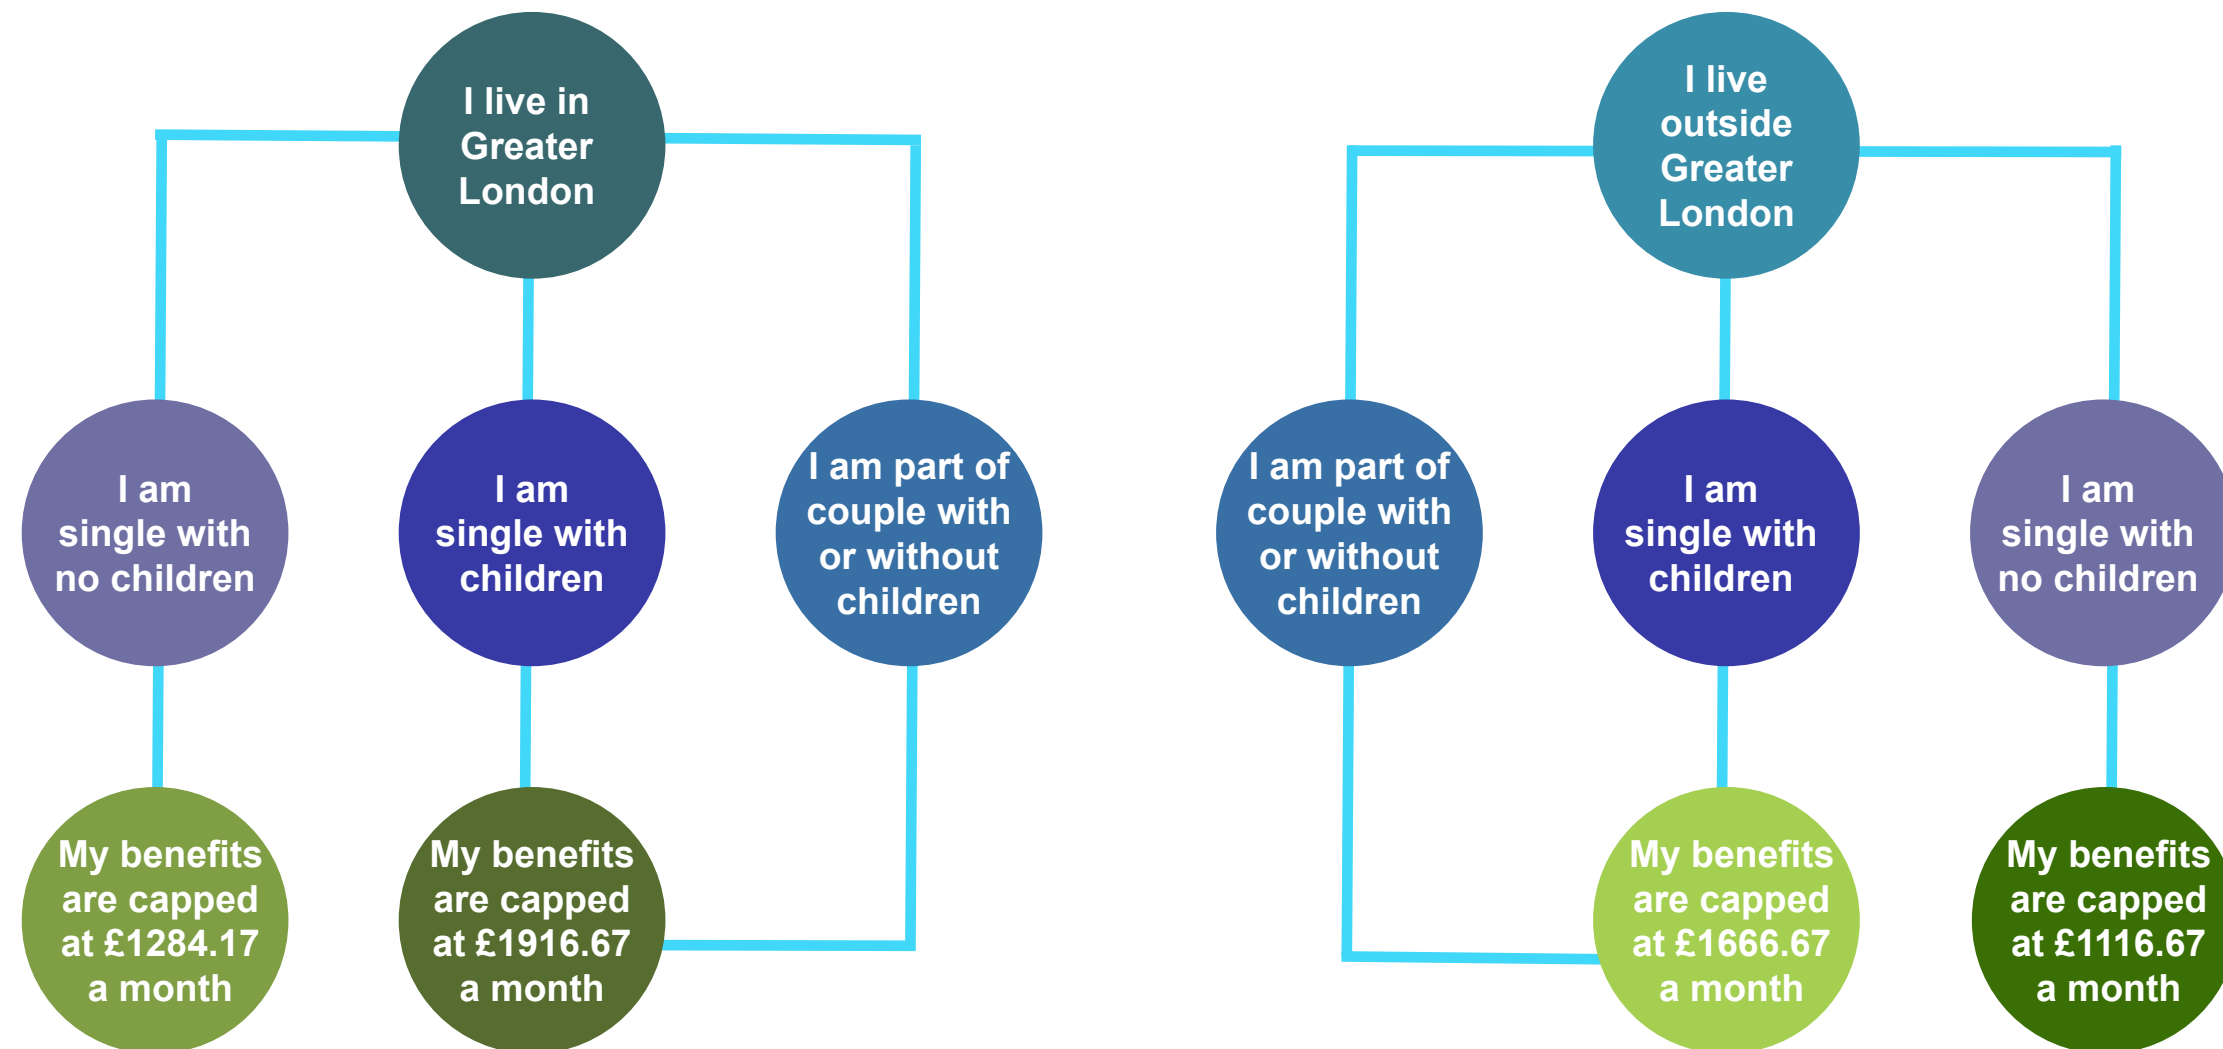 I live in
Greater
London
I live
outside
Greater
London
I am
single with
no children
I am
single with
children
I am part of
couple with
or without
children
I am part of
couple with
or without
children
I am
single with
children
I am
single with
no children
My benefits
are capped
at £1284.17
a month
My benefits
are capped
at £1916.67
a month
My benefits
are capped
at £1666.67
a month
My benefits
are capped
at £1116.67
a month